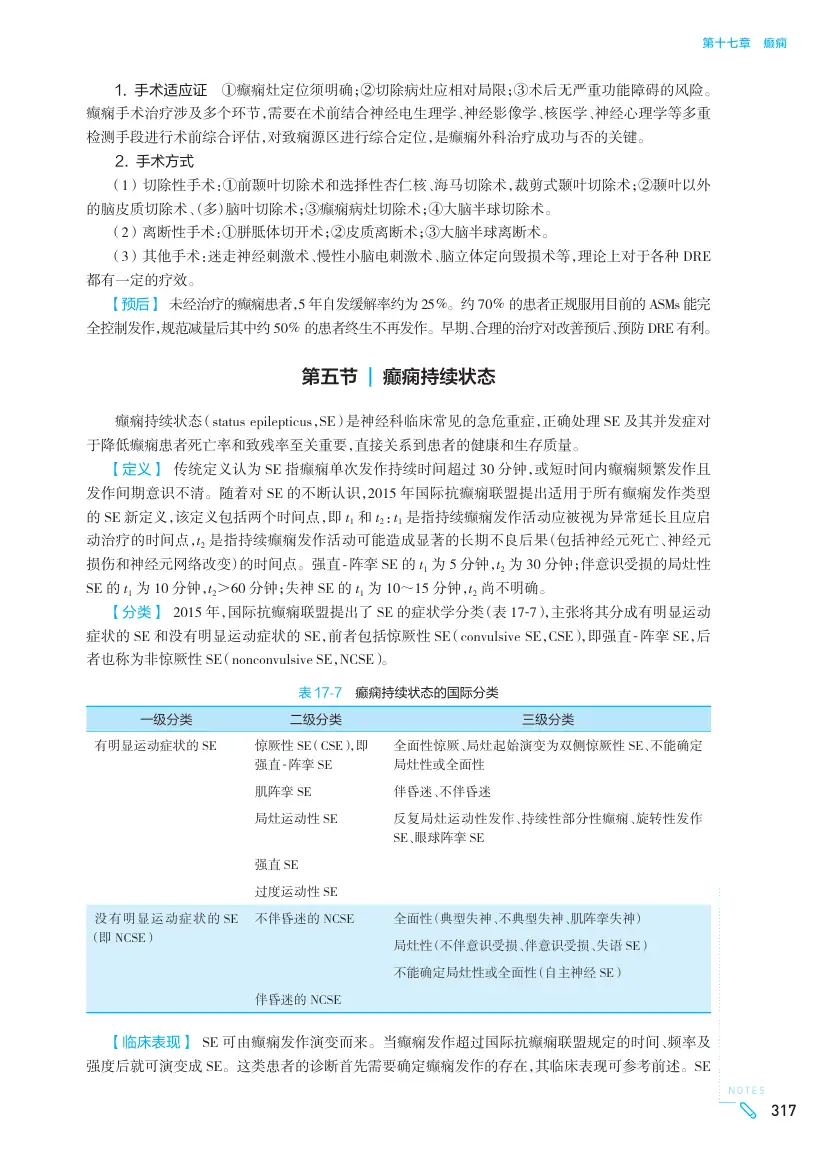 第十七章　癫痫
1. 手术适应证　①癫痫灶定位须明确；②切除病灶应相对局限；③术后无严重功能障碍的风险。
癫痫手术治疗涉及多个环节，需要在术前结合神经电生理学、神经影像学、核医学、神经心理学等多重
检测手段进行术前综合评估，对致痫源区进行综合定位，是癫痫外科治疗成功与否的关键。
2. 手术方式
（1）切除性手术：①前颞叶切除术和选择性杏仁核、海马切除术，裁剪式颞叶切除术；②颞叶以外
的脑皮质切除术、（多）脑叶切除术；③癫痫病灶切除术；④大脑半球切除术。
（2）离断性手术：①胼胝体切开术；②皮质离断术；③大脑半球离断术。
（3）其他手术：迷走神经刺激术、慢性小脑电刺激术、脑立体定向毁损术等，理论上对于各种 DRE
都有一定的疗效。
【预后】 未经治疗的癫痫患者，5 年自发缓解率约为 25%。约 70% 的患者正规服用目前的 ASMs 能完
全控制发作，规范减量后其中约 50% 的患者终生不再发作。早期、合理的治疗对改善预后、预防 DRE 有利。
第五节 | 癫痫持续状态
癫痫持续状态（status epilepticus，SE）是神经科临床常见的急危重症，正确处理 SE 及其并发症对
于降低癫痫患者死亡率和致残率至关重要，直接关系到患者的健康和生存质量。
【定义】 传统定义认为 SE 指癫痫单次发作持续时间超过 30 分钟，或短时间内癫痫频繁发作且
发作间期意识不清。随着对 SE 的不断认识，2015 年国际抗癫痫联盟提出适用于所有癫痫发作类型
的 SE 新定义，该定义包括两个时间点，即 t₁ 和 t₂：t₁ 是指持续癫痫发作活动应被视为异常延长且应启
动治疗的时间点，t₂ 是指持续癫痫发作活动可能造成显著的长期不良后果（包括神经元死亡、神经元
损伤和神经元网络改变）的时间点。强直-阵挛 SE 的 t₁ 为 5 分钟，t₂ 为 30 分钟；伴意识受损的局灶性
SE 的 t₁ 为 10 分钟，t₂＞60 分钟；失神 SE 的 t₁ 为 10～15 分钟，t₂ 尚不明确。
【分类】 2015 年，国际抗癫痫联盟提出了 SE 的症状学分类（表 17-7），主张将其分成有明显运动
症状的 SE 和没有明显运动症状的 SE，前者包括惊厥性 SE（convulsive SE，CSE），即强直-阵挛 SE，后
者也称为非惊厥性 SE（nonconvulsive SE，NCSE）。
表 17-7　癫痫持续状态的国际分类
一级分类　二级分类　三级分类
有明显运动症状的 SE　惊厥性 SE（CSE），即　全面性惊厥、局灶起始演变为双侧惊厥性 SE、不能确定
强直-阵挛 SE　局灶性或全面性
肌阵挛 SE　伴昏迷、不伴昏迷
局灶运动性 SE　反复局灶运动性发作、持续性部分性癫痫、旋转性发作
SE、眼球阵挛 SE
强直 SE
过度运动性 SE
没有明显运动症状的 SE　不伴昏迷的 NCSE　全面性（典型失神、不典型失神、肌阵挛失神）
（即 NCSE）　局灶性（不伴意识受损、伴意识受损、失语 SE）
不能确定局灶性或全面性（自主神经 SE）
伴昏迷的 NCSE
【临床表现】 SE 可由癫痫发作演变而来。当癫痫发作超过国际抗癫痫联盟规定的时间、频率及
强度后就可演变成 SE。这类患者的诊断首先需要确定癫痫发作的存在，其临床表现可参考前述。SE
NOTES
317